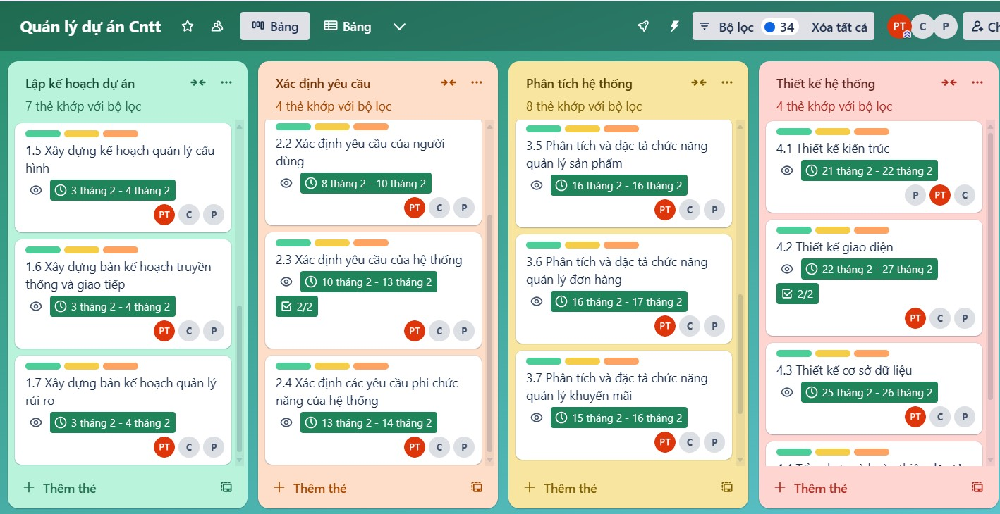 Quản lý dự án Cntt
Bảng
Bảng
Bộ lọc
34
Xóa tất cả
PT
C
P
Lập kế hoạch dự án
7 thẻ khớp với bộ lọc
1.5 Xây dựng kế hoạch quản lý cấu
hình
3 tháng 2 - 4 tháng 2
PT C P
1.6 Xây dựng bản kế hoạch truyền
thống và giao tiếp
3 tháng 2 - 4 tháng 2
PT C P
1.7 Xây dựng bản kế hoạch quản lý
rủi ro
3 tháng 2 - 4 tháng 2
PT C P
Thêm thẻ
Xác định yêu cầu
4 thẻ khớp với bộ lọc
2.2 Xác định yêu cầu của người
dùng
8 tháng 2 - 10 tháng 2
PT C P
2.3 Xác định yêu cầu của hệ thống
10 tháng 2 - 13 tháng 2
2/2
PT C P
2.4 Xác định các yêu cầu phi chức
năng của hệ thống
13 tháng 2 - 14 tháng 2
PT C P
Thêm thẻ
Phân tích hệ thống
8 thẻ khớp với bộ lọc
3.5 Phân tích và đặc tả chức năng
quản lý sản phẩm
16 tháng 2 - 16 tháng 2
PT C P
3.6 Phân tích và đặc tả chức năng
quản lý đơn hàng
16 tháng 2 - 17 tháng 2
PT C P
3.7 Phân tích và đặc tả chức năng
quản lý khuyến mãi
15 tháng 2 - 16 tháng 2
PT C P
Thêm thẻ
Thiết kế hệ thống
4 thẻ khớp với bộ lọc
4.1 Thiết kế kiến trúc
21 tháng 2 - 22 tháng 2
P PT C
4.2 Thiết kế giao diện
22 tháng 2 - 27 tháng 2
2/2
PT C P
4.3 Thiết kế cơ sở dữ liệu
25 tháng 2 - 26 tháng 2
PT C P
Thêm thẻ